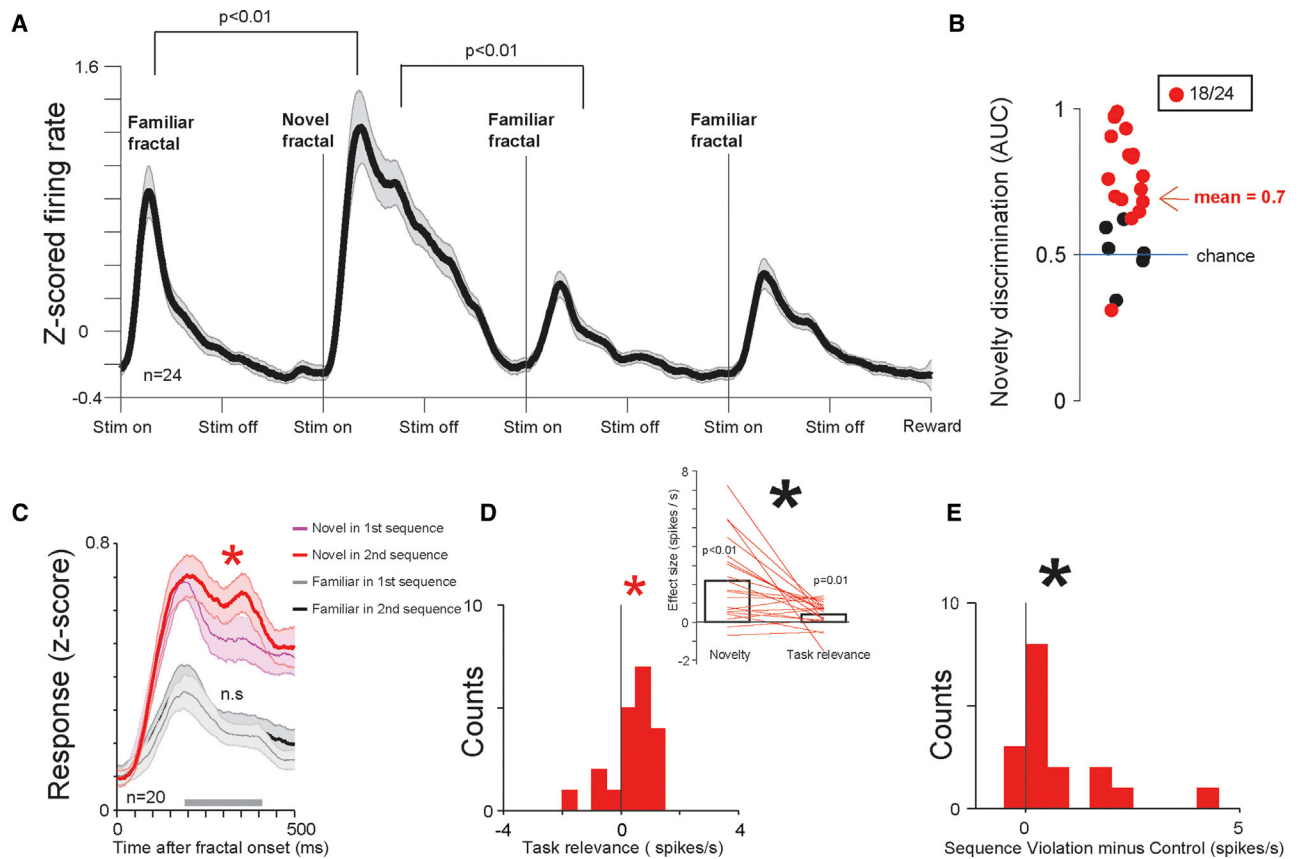 A
p<0.01
p<0.01
Z-scored firing rate
1.6
0
-0.4
Familiar
fractal
Novel
fractal
Familiar
fractal
Familiar
fractal
n=24
Stim on
Stim off
Stim on
Stim off
Stim on
Stim off
Stim on
Stim off
Reward
B
18/24
Novelty discrimination (AUC)
1
0.5
0
mean = 0.7
chance
C
Novel in 1st sequence
Novel in 2nd sequence
Familiar in 1st sequence
Familiar in 2nd sequence
Response (z-score)
0.8
0
*
n.s
n=20
0
500
Time after fractal onset (ms)
D
Counts
10
0
*
-4
0
4
Task relevance ( spikes/s)
Effect size (spikes / s)
8
6
4
2
0
-2
*
p<0.01
p=0.01
Novelty
Task relevance
E
*
Counts
10
0
0
5
Sequence Violation minus Control (spikes/s)